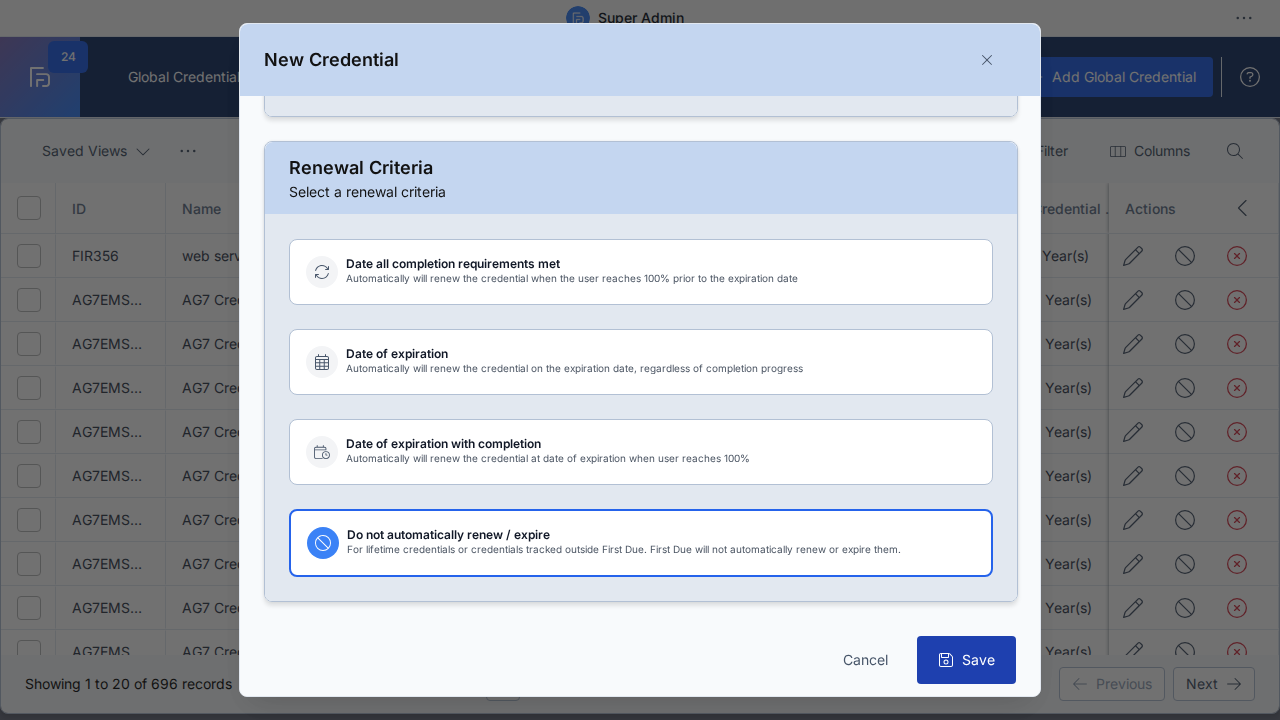 Super Admin
New Credential
24
Global Credential
Add Global Credential
Saved Views
Filter
Columns
Renewal Criteria
Select a renewal criteria
ID
Name
Credential .
Actions
Date all completion requirements met
Automatically will renew the credential when the user reaches 100% prior to the expiration date
FIR356
web serv
Year(s)
AG7EMS...
AG7 Cre
Year(s)
AG7EMS...
AG7 Cre
Year(s)
Date of expiration
Automatically will renew the credential on the expiration date, regardless of completion progress
AG7EMS...
AG7 Cre
Year(s)
AG7EMS...
AG7 Cre
Year(s)
Date of expiration with completion
Automatically will renew the credential at date of expiration when user reaches 100%
AG7EMS...
AG7 Cre
Year(s)
AG7EMS...
AG7 Cre
Year(s)
Do not automatically renew / expire
For lifetime credentials or credentials tracked outside First Due. First Due will not automatically renew or expire them.
AG7EMS...
AG7 Cre
Year(s)
AG7EMS...
AG7 Cre
Year(s)
AG7EMS...
AG7 Cre
Year(s)
Cancel
Save
Showing 1 to 20 of 696 records
Previous
Next